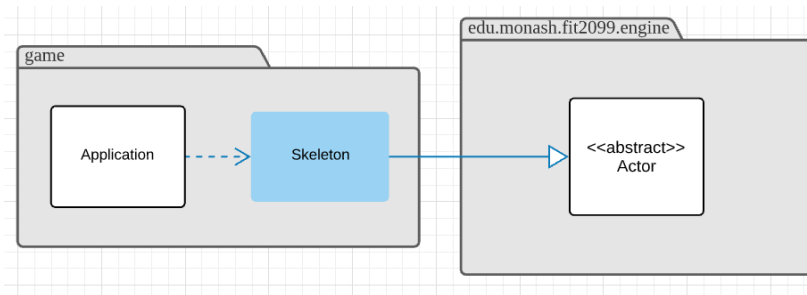 edu.monash.fit2099.engine
game
Application
Skeleton
<<abstract>>
Actor